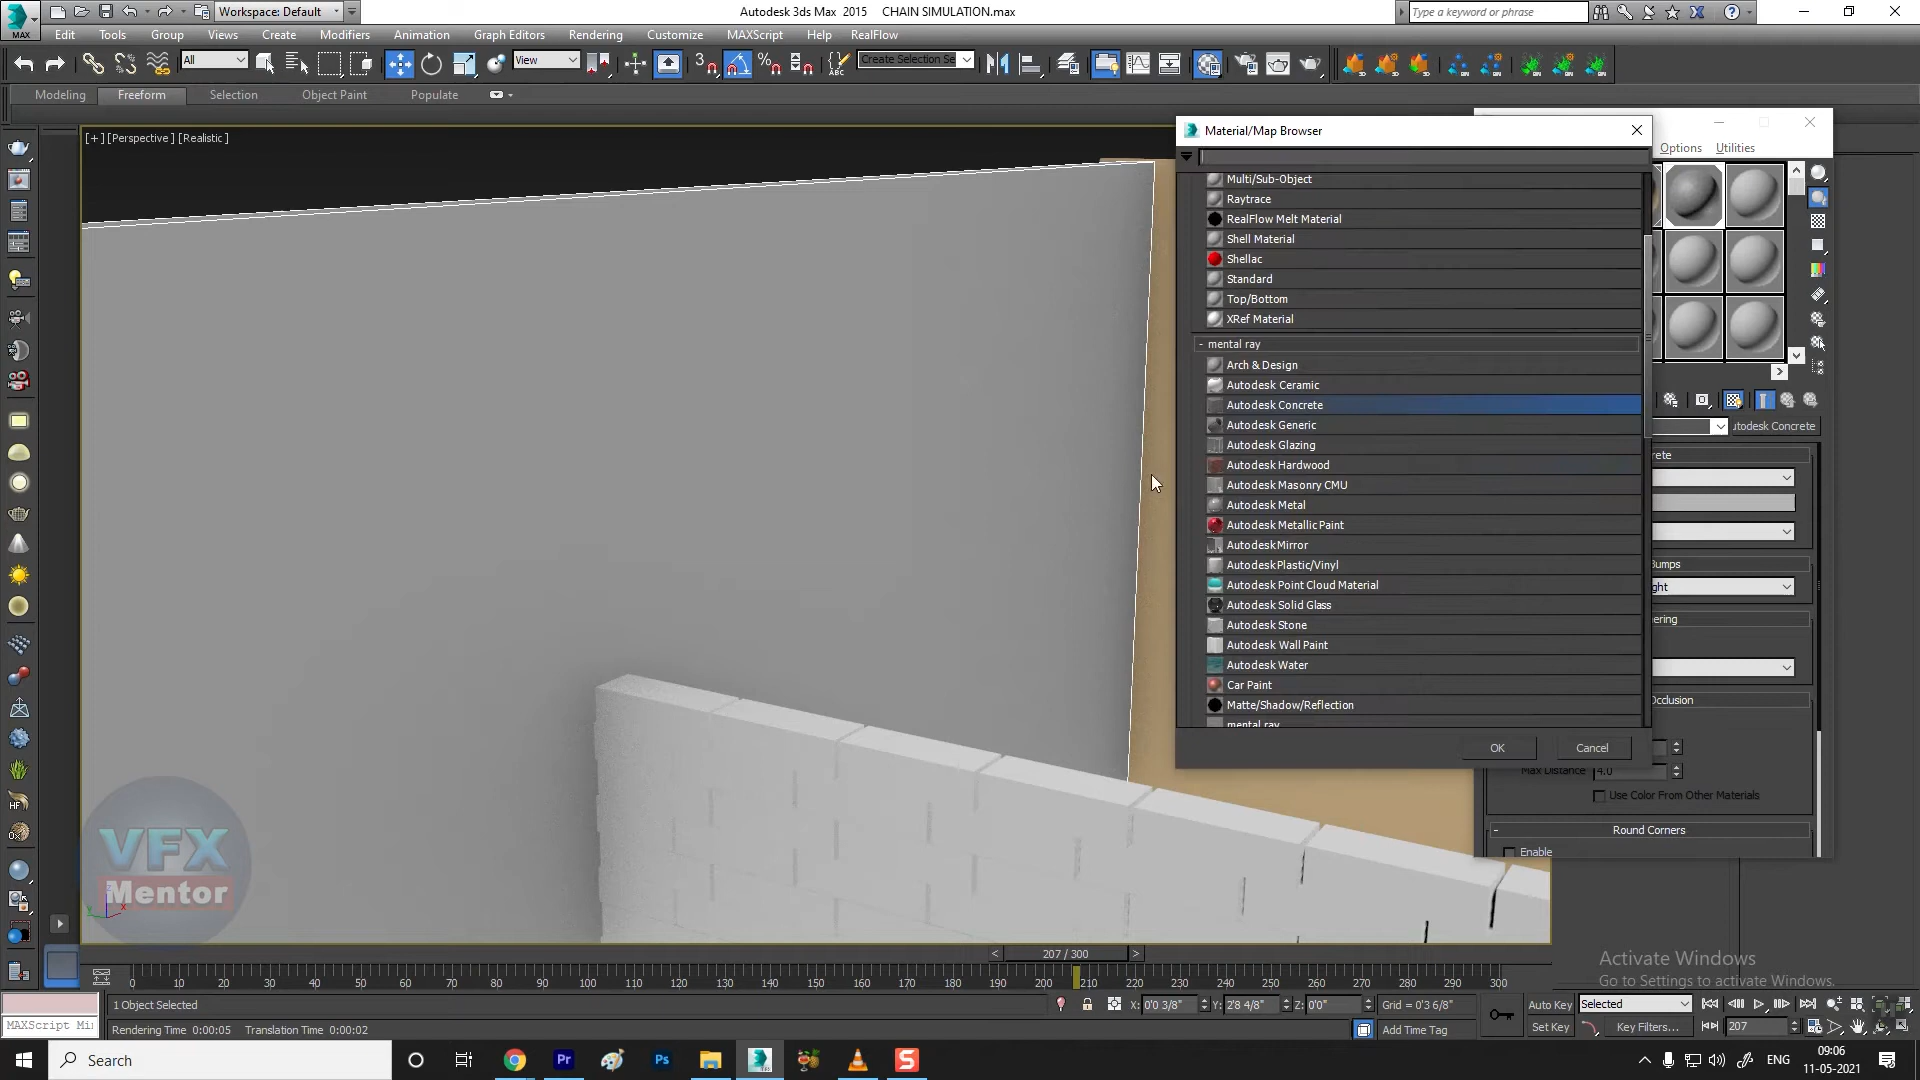 Workspace: Default
Autodesk 3ds Max 2015 CHAIN SIMULATION.max
Type a keyword or phrase
MAX
Edit Tools Group Views Create Modifiers Animation Graph Editors Rendering Customize MAXScript Help RealFlow
All
View
Create Selection Se
Modeling Freeform Selection Object Paint Populate
[+] [Perspective] [Realistic]
Material/Map Browser
Options Utilities
Multi/Sub-Object
Raytrace
RealFlow Melt Material
Shell Material
Shellac
Standard
Top/Bottom
XRef Material
- mental ray
Arch & Design
Autodesk Ceramic
Autodesk Concrete
Autodesk Generic
Autodesk Glazing
Autodesk Hardwood
Autodesk Masonry CMU
Autodesk Metal
Autodesk Metallic Paint
Autodesk Mirror
Autodesk Plastic/Vinyl
Autodesk Point Cloud Material
Autodesk Solid Glass
Autodesk Stone
Autodesk Wall Paint
Autodesk Water
Car Paint
Matte/Shadow/Reflection
mental ray
OK Cancel
utodesk Concrete
rete
Bumps
ght
ering
Occlusion
Max Distance 4.0
Use Color From Other Materials
- Round Corners
Enable
VFX
Mentor
HF
Activate Windows
Go to Settings to activate Windows.
< 207 / 300 >
0 10 20 30 40 50 60 70 80 90 100 110 120 130 140 150 160 170 180 190 200 210 220 230 240 250 260 270 280 290 300
1 Object Selected
X: 0'0 3/8" Y: 2'8 4/8" Z: 0'0" Grid = 0'3 6/8"
Auto Key Selected
MAXScript Mi
Rendering Time 0:00:05 Translation Time 0:00:02
Add Time Tag
Set Key Key Filters... 207
Search
Pr
Ps
S
ENG
09:06
11-05-2021